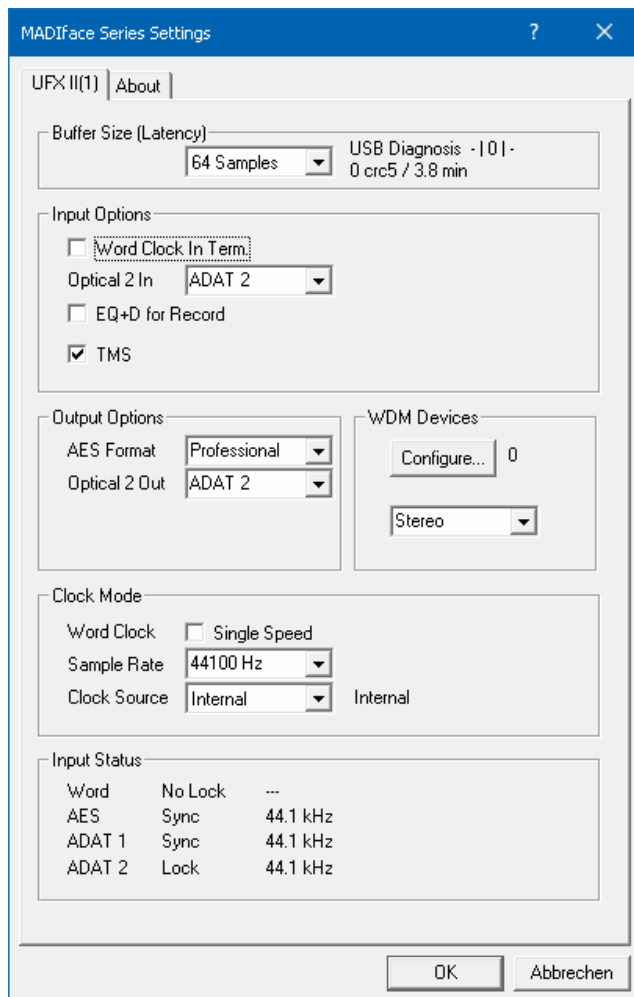 MADIface Series Settings ?
UFX II(1) About
Buffer Size (Latency)
64 Samples
USB Diagnosis - | 0 | -
0 crc5 / 3.8 min
Input Options
Word Clock In Term.
Optical 2 In ADAT 2
EQ+D for Record
TMS
Output Options
AES Format Professional
Optical 2 Out ADAT 2
WDM Devices
Configure... 0
Stereo
Clock Mode
Word Clock Single Speed
Sample Rate 44100 Hz
Clock Source Internal Internal
Input Status
Word No Lock ---
AES Sync 44.1 kHz
ADAT 1 Sync 44.1 kHz
ADAT 2 Lock 44.1 kHz
OK Abbrechen